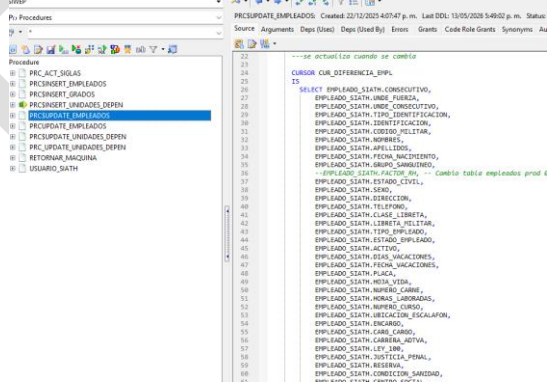 PRCSUPDATE_EMPLEADOS: Created: 22/12/2025 4:07:47 p. m. Last DDL: 13/05/2026 5:49:02 p. m. Status:
Source Arguments Deps (Uses) Deps (Used By) Errors Grants Code Role Grants Synonyms
Procedures
* - *
Procedure
PRC_ACT_SIGLAS
PRCSINSERT_EMPLEADOS
PRCSINSERT_GRADOS
PRCSINSERT_UNIDADES_DEPEN
PRCSUPDATE_EMPLEADOS
PRCUPDATE_EMPLEADOS
PRCSUPDATE_UNIDADES_DEPEN
PRC_UPDATE_UNIDADES_DEPEN
RETORNAR_MAQUINA
USUARIO_SIATH
22 ---se actualiza cuando se cambia
23
24 CURSOR CUR_DIFERENCIA_EMPL
25 IS
26 SELECT EMPLEADO_SIATH.CONSECUTIVO,
27 EMPLEADO_SIATH.UNDE_FUERZA,
28 EMPLEADO_SIATH.UNDE_CONSECUTIVO,
29 EMPLEADO_SIATH.TIPO_IDENTIFICACION,
30 EMPLEADO_SIATH.IDENTIFICACION,
31 EMPLEADO_SIATH.CODIGO_MILITAR,
32 EMPLEADO_SIATH.NOMBRES,
33 EMPLEADO_SIATH.APELLIDOS,
34 EMPLEADO_SIATH.FECHA_NACIMIENTO,
35 EMPLEADO_SIATH.GRUPO_SANGUINEO,
36 --EMPLEADO_SIATH.FACTOR_RH, -- Cambio tabla empleados prod
37 EMPLEADO_SIATH.ESTADO_CIVIL,
38 EMPLEADO_SIATH.SEXO,
39 EMPLEADO_SIATH.DIRECCION,
40 EMPLEADO_SIATH.TELEFONO,
41 EMPLEADO_SIATH.CLASE_LIBRETA,
42 EMPLEADO_SIATH.LIBRETA_MILITAR,
43 EMPLEADO_SIATH.TIPO_EMPLEADO,
44 EMPLEADO_SIATH.ESTADO_EMPLEADO,
45 EMPLEADO_SIATH.ACTIVO,
46 EMPLEADO_SIATH.DIAS_VACACIONES,
47 EMPLEADO_SIATH.FECHA_VACACIONES,
48 EMPLEADO_SIATH.PLACA,
49 EMPLEADO_SIATH.HOJA_VIDA,
50 EMPLEADO_SIATH.NUMERO_CARNE,
51 EMPLEADO_SIATH.HORAS_LABORADAS,
52 EMPLEADO_SIATH.NUMERO_CURSO,
53 EMPLEADO_SIATH.UBICACION_ESCALAFON,
54 EMPLEADO_SIATH.ENCARGO,
55 EMPLEADO_SIATH.CARG_CARGO,
56 EMPLEADO_SIATH.CARRERA_ADTVA,
57 EMPLEADO_SIATH.LEY_100,
58 EMPLEADO_SIATH.JUSTICIA_PENAL,
59 EMPLEADO_SIATH.RESERVA,
60 EMPLEADO_SIATH.CONDICION_SANIDAD,
61 EMPLEADO_SIATH.CENTRO_SOCIAL